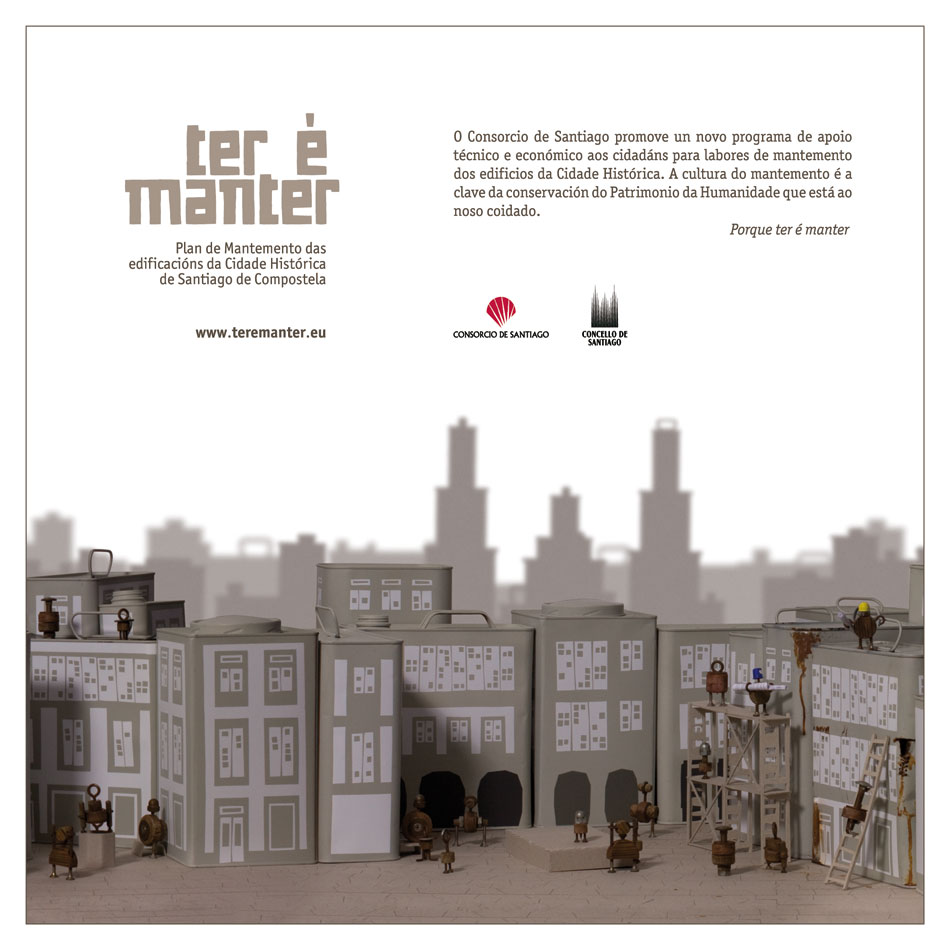 ter é
manter
Plan de Mantemento das
edificacións da Cidade Histórica
de Santiago de Compostela
www.teremanter.eu
O Consorcio de Santiago promove un novo programa de apoio
técnico e económico aos cidadáns para labores de mantemento
dos edificios da Cidade Histórica. A cultura do mantemento é a
clave da conservación do Patrimonio da Humanidade que está ao
noso coidado.
Porque ter é manter
CONSORCIO DE SANTIAGO
CONCELLO DE
SANTIAGO